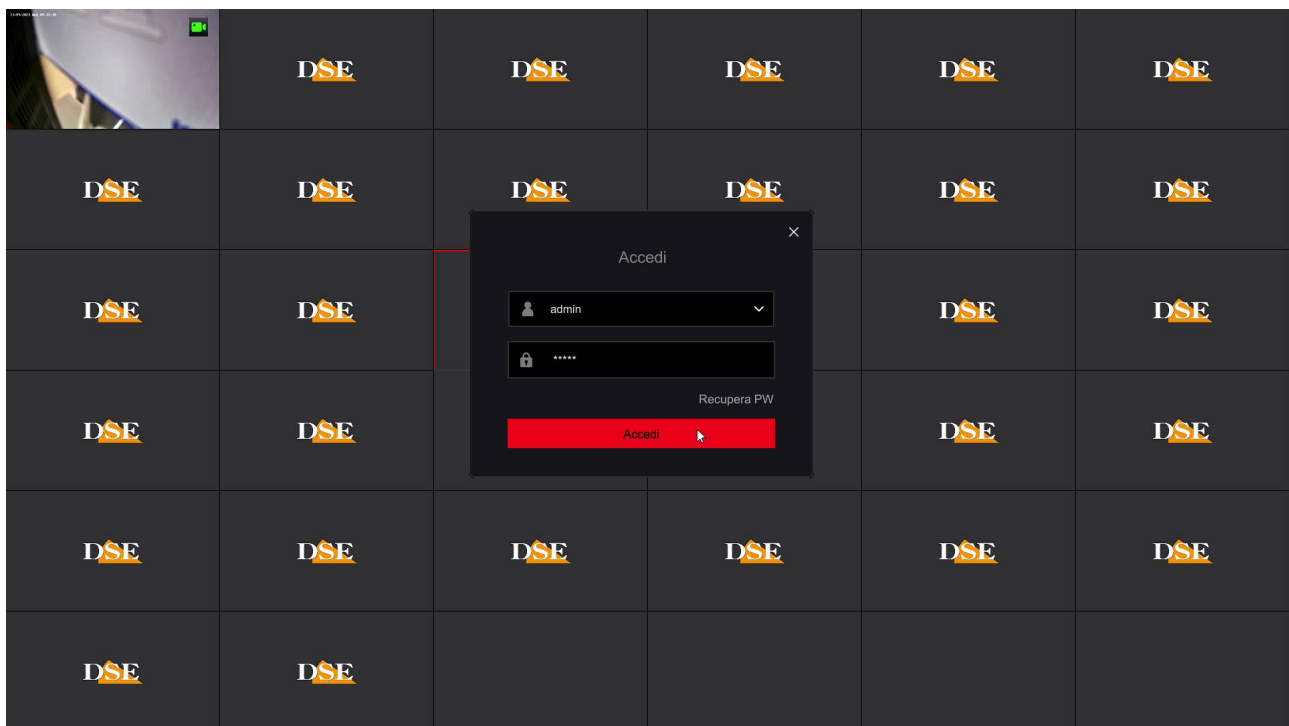 DSE DSE DSE DSE DSE
DSE DSE DSE DSE DSE DSE
Accedi
DSE DSE DSE DSE
admin
*****
Recupera PW
DSE DSE Accedi DSE DSE
DSE DSE DSE DSE DSE DSE
DSE DSE